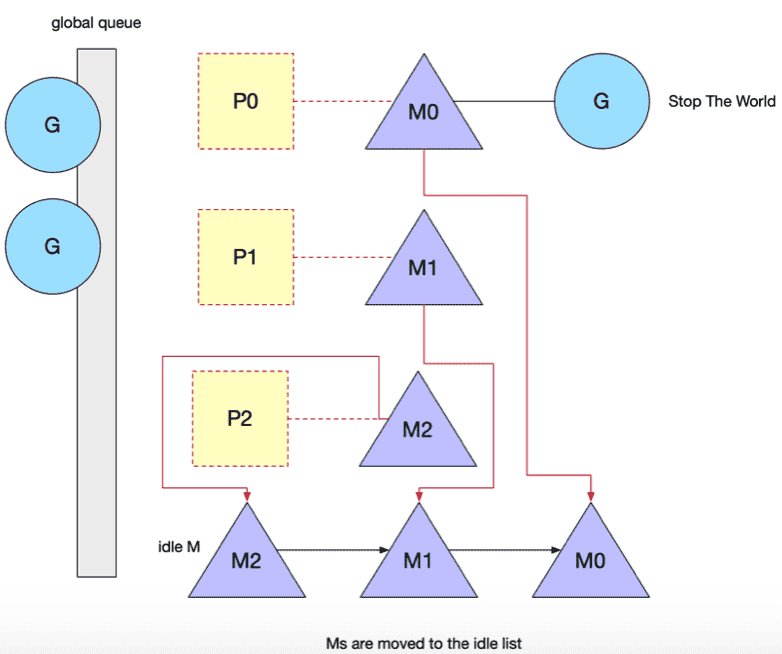 global queue
G
G
P0
M0
G
Stop The World
P1
M1
P2
M2
idle M
M2
M1
M0
Ms are moved to the idle list